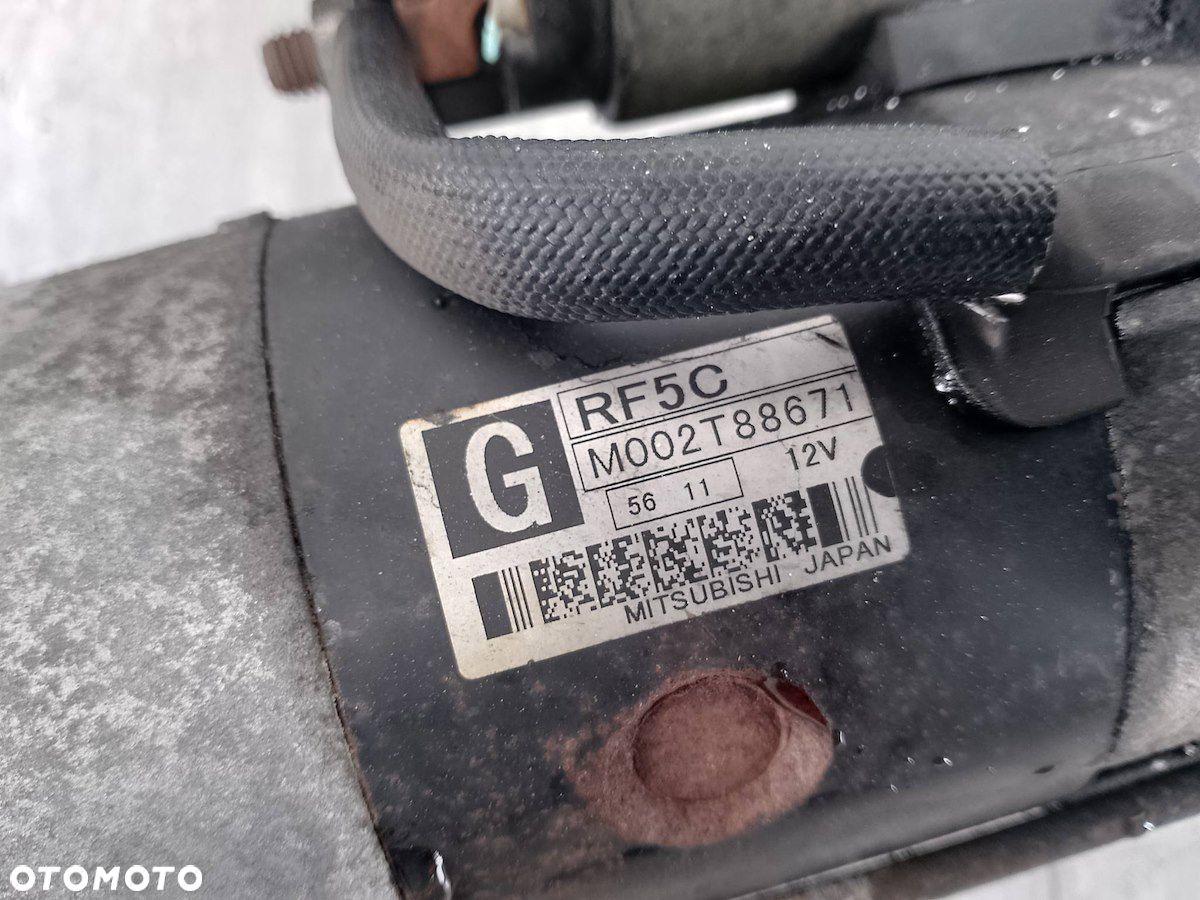 G
RF5C
M002T88671
56 11
12V
MITSUBISHI JAPAN
OTOMOTO